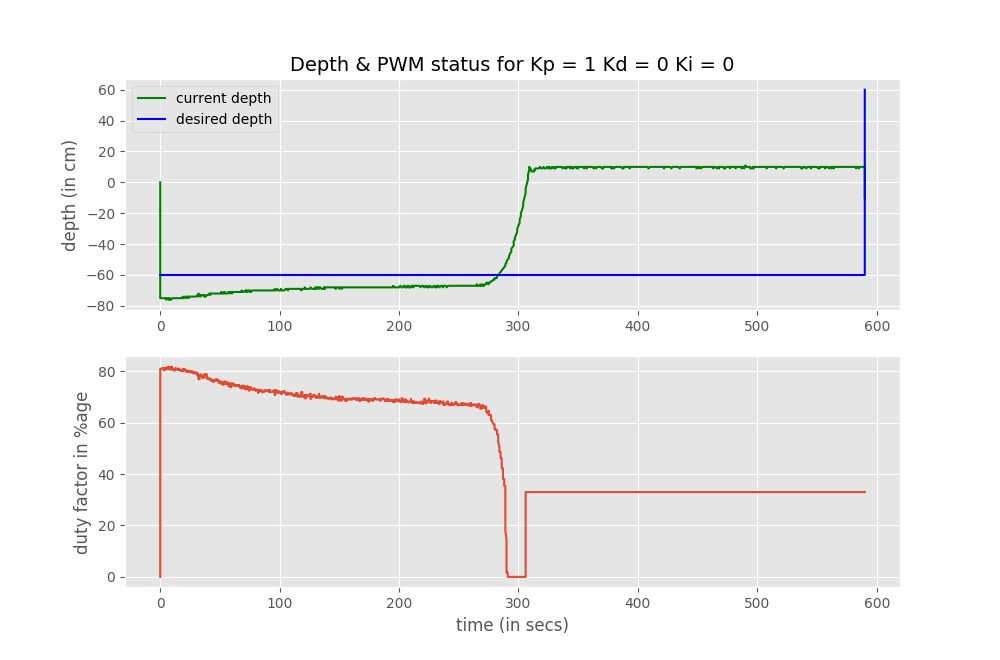 Depth & PWM status for Kp = 1 Kd = 0 Ki = 0
current depth
desired depth
depth (in cm)
60
40
20
0
−20
−40
−60
−80
0 100 200 300 400 500 600
duty factor in %age
80
60
40
20
0
0 100 200 300 400 500 600
time (in secs)